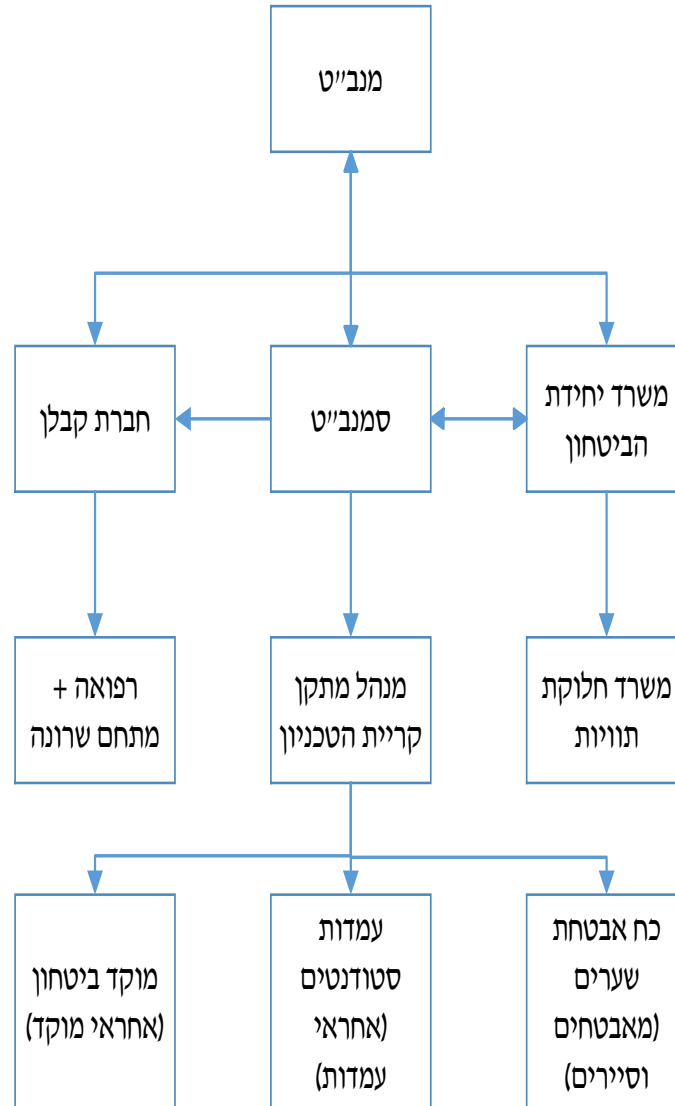 מנב״ט
משרד יחידת
הביטחון
סמנב״ט
חברת קבלן
משרד חלוקת
תוויות
מנהל מתקן
קריית הטכניון
רפואה +
מתחם שרונה
כח אבטחת
שערים
(מאבטחים
וסיירים)
עמדות
סטודנטים
(אחראי
עמדות)
מוקד ביטחון
(אחראי מוקד)